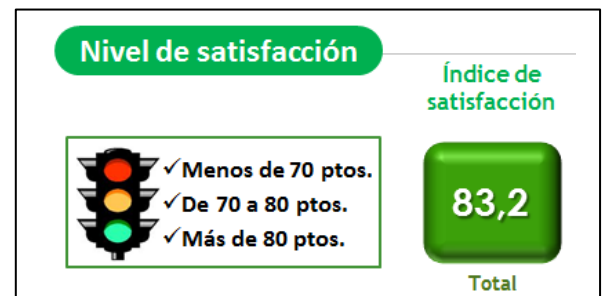 Nivel de satisfacción
Índice de
satisfacción
✓Menos de 70 ptos.
✓De 70 a 80 ptos.
✓Más de 80 ptos.
83,2
Total